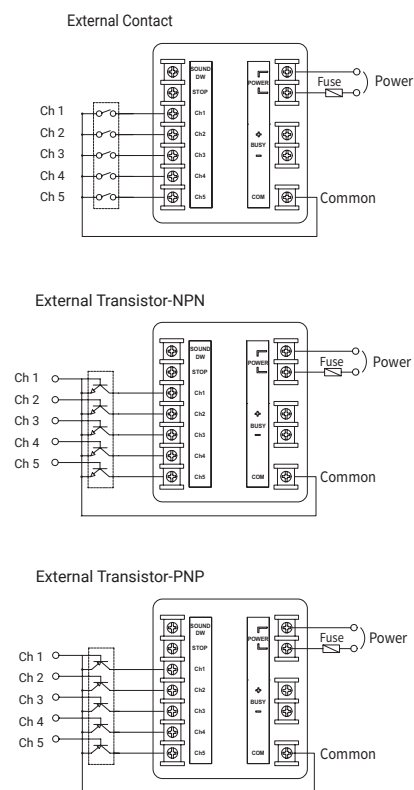 External Contact
SOUND
DW
STOP
Ch1
Ch2
Ch3
Ch4
Ch5
POWER
BUSY
COM
Fuse
Power
Common
Ch 1
Ch 2
Ch 3
Ch 4
Ch 5
External Transistor-NPN
SOUND
DW
STOP
Ch1
Ch2
Ch3
Ch4
Ch5
POWER
BUSY
COM
Fuse
Power
Common
Ch 1
Ch 2
Ch 3
Ch 4
Ch 5
External Transistor-PNP
SOUND
DW
STOP
Ch1
Ch2
Ch3
Ch4
Ch5
POWER
BUSY
COM
Fuse
Power
Common
Ch 1
Ch 2
Ch 3
Ch 4
Ch 5